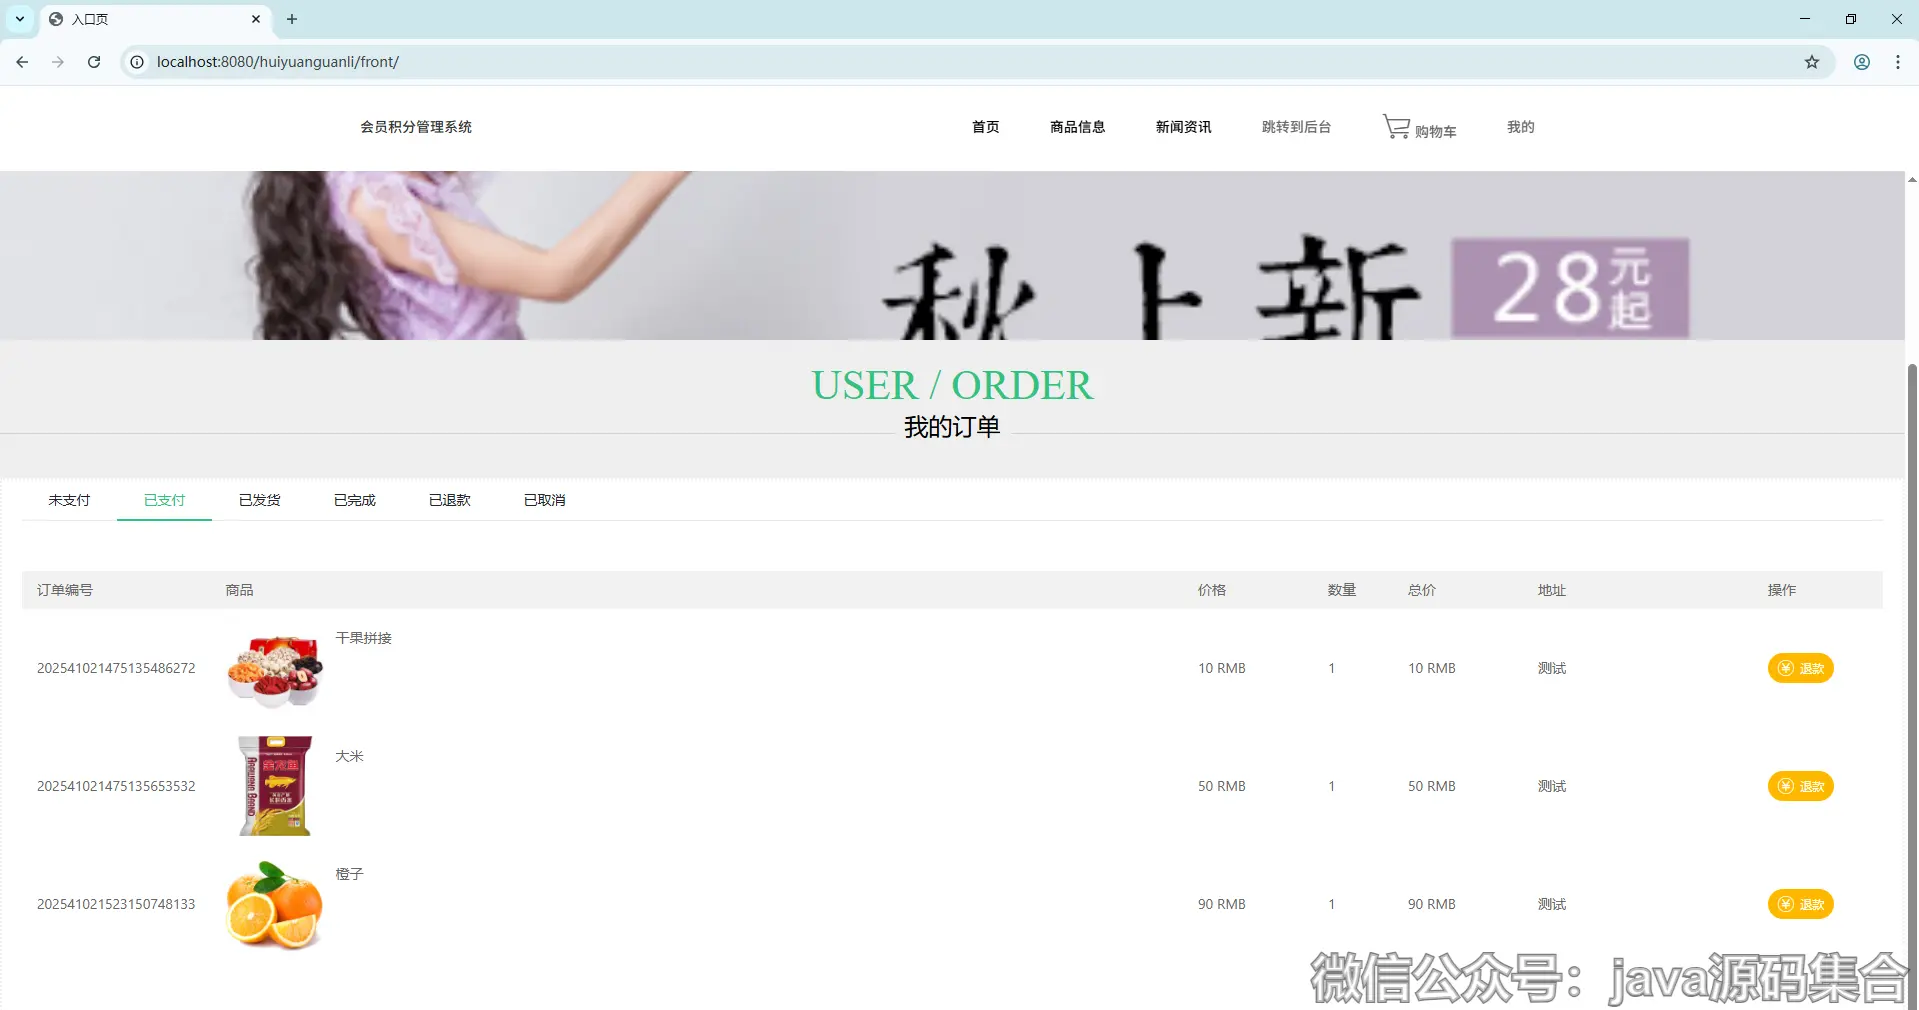 入口页
localhost:8080/huiyuanguanli/front/
会员积分管理系统
首页
商品信息
新闻资讯
跳转到后台
购物车
我的
秋上新
28元起
USER / ORDER
我的订单
未支付
已支付
已发货
已完成
已退款
已取消
订单编号 商品 价格 数量 总价 地址 操作
202541021475135486272 干果拼接 10 RMB 1 10 RMB 测试 退款
202541021475135653532 大米 50 RMB 1 50 RMB 测试 退款
202541021523150748133 橙子 90 RMB 1 90 RMB 测试 退款
微信公众号：java源码集合